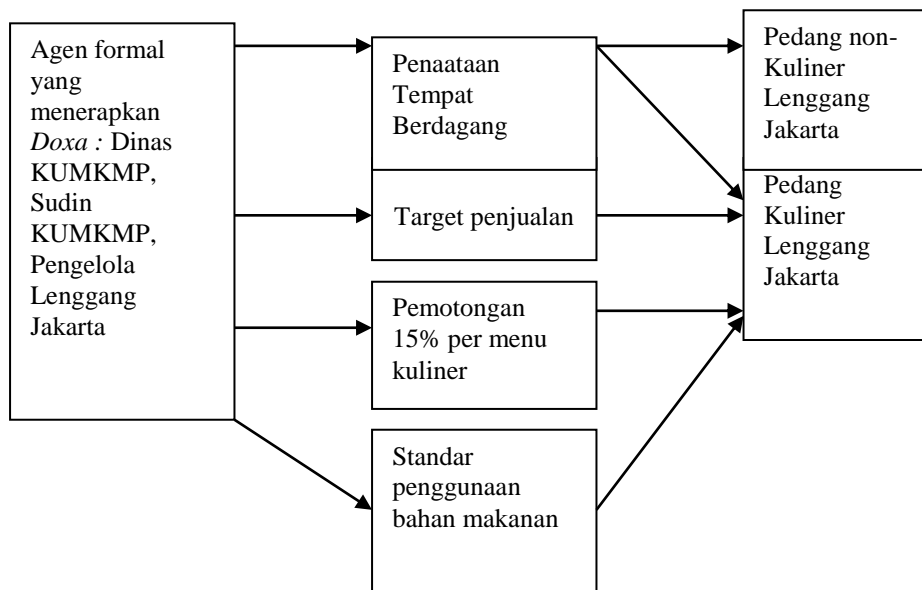 Agen formal
yang
menerapkan
Doxa : Dinas
KUMKMP,
Sudin
KUMKMP,
Pengelola
Lenggang
Jakarta
Penaataan
Tempat
Berdagang
Target penjualan
Pemotongan
15% per menu
kuliner
Standar
penggunaan
bahan makanan
Pedang non-
Kuliner
Lenggang
Jakarta
Pedang
Kuliner
Lenggang
Jakarta